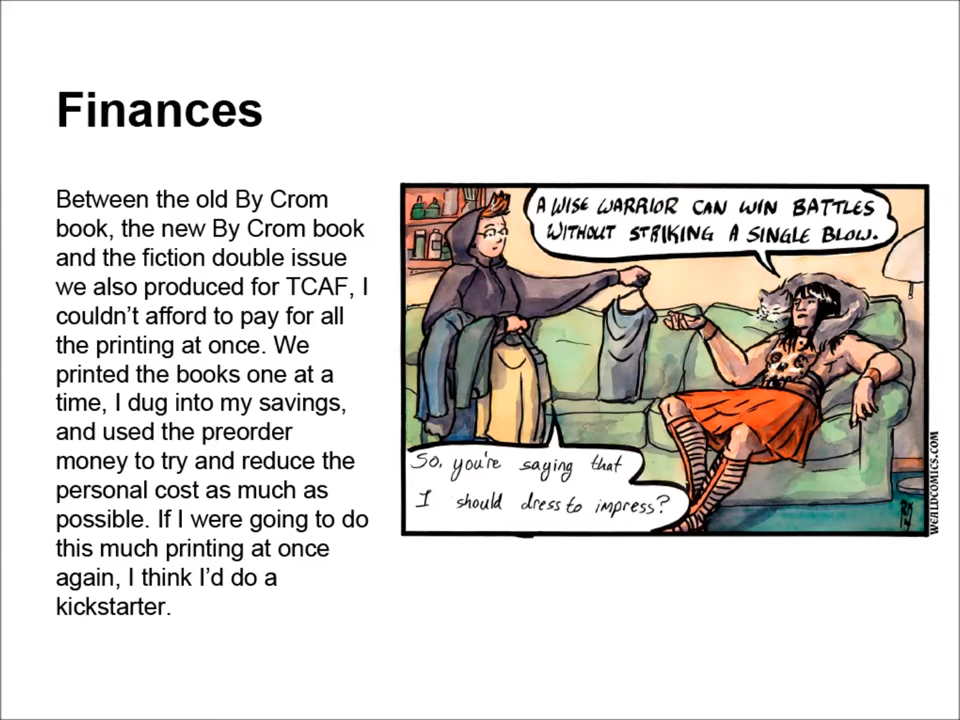 Finances
Between the old By Crom
book, the new By Crom book
and the fiction double issue
we also produced for TCAF, I
couldn’t afford to pay for all
the printing at once. We
printed the books one at a
time, I dug into my savings,
and used the preorder
money to try and reduce the
personal cost as much as
possible. If I were going to do
this much printing at once
again, I think I’d do a
kickstarter.
A WISE WARRIOR CAN WIN BATTLES
WITHOUT STRIKING A SINGLE BLOW.
So, you're saying that
I should dress to impress?
WEALDCOMICS.COM